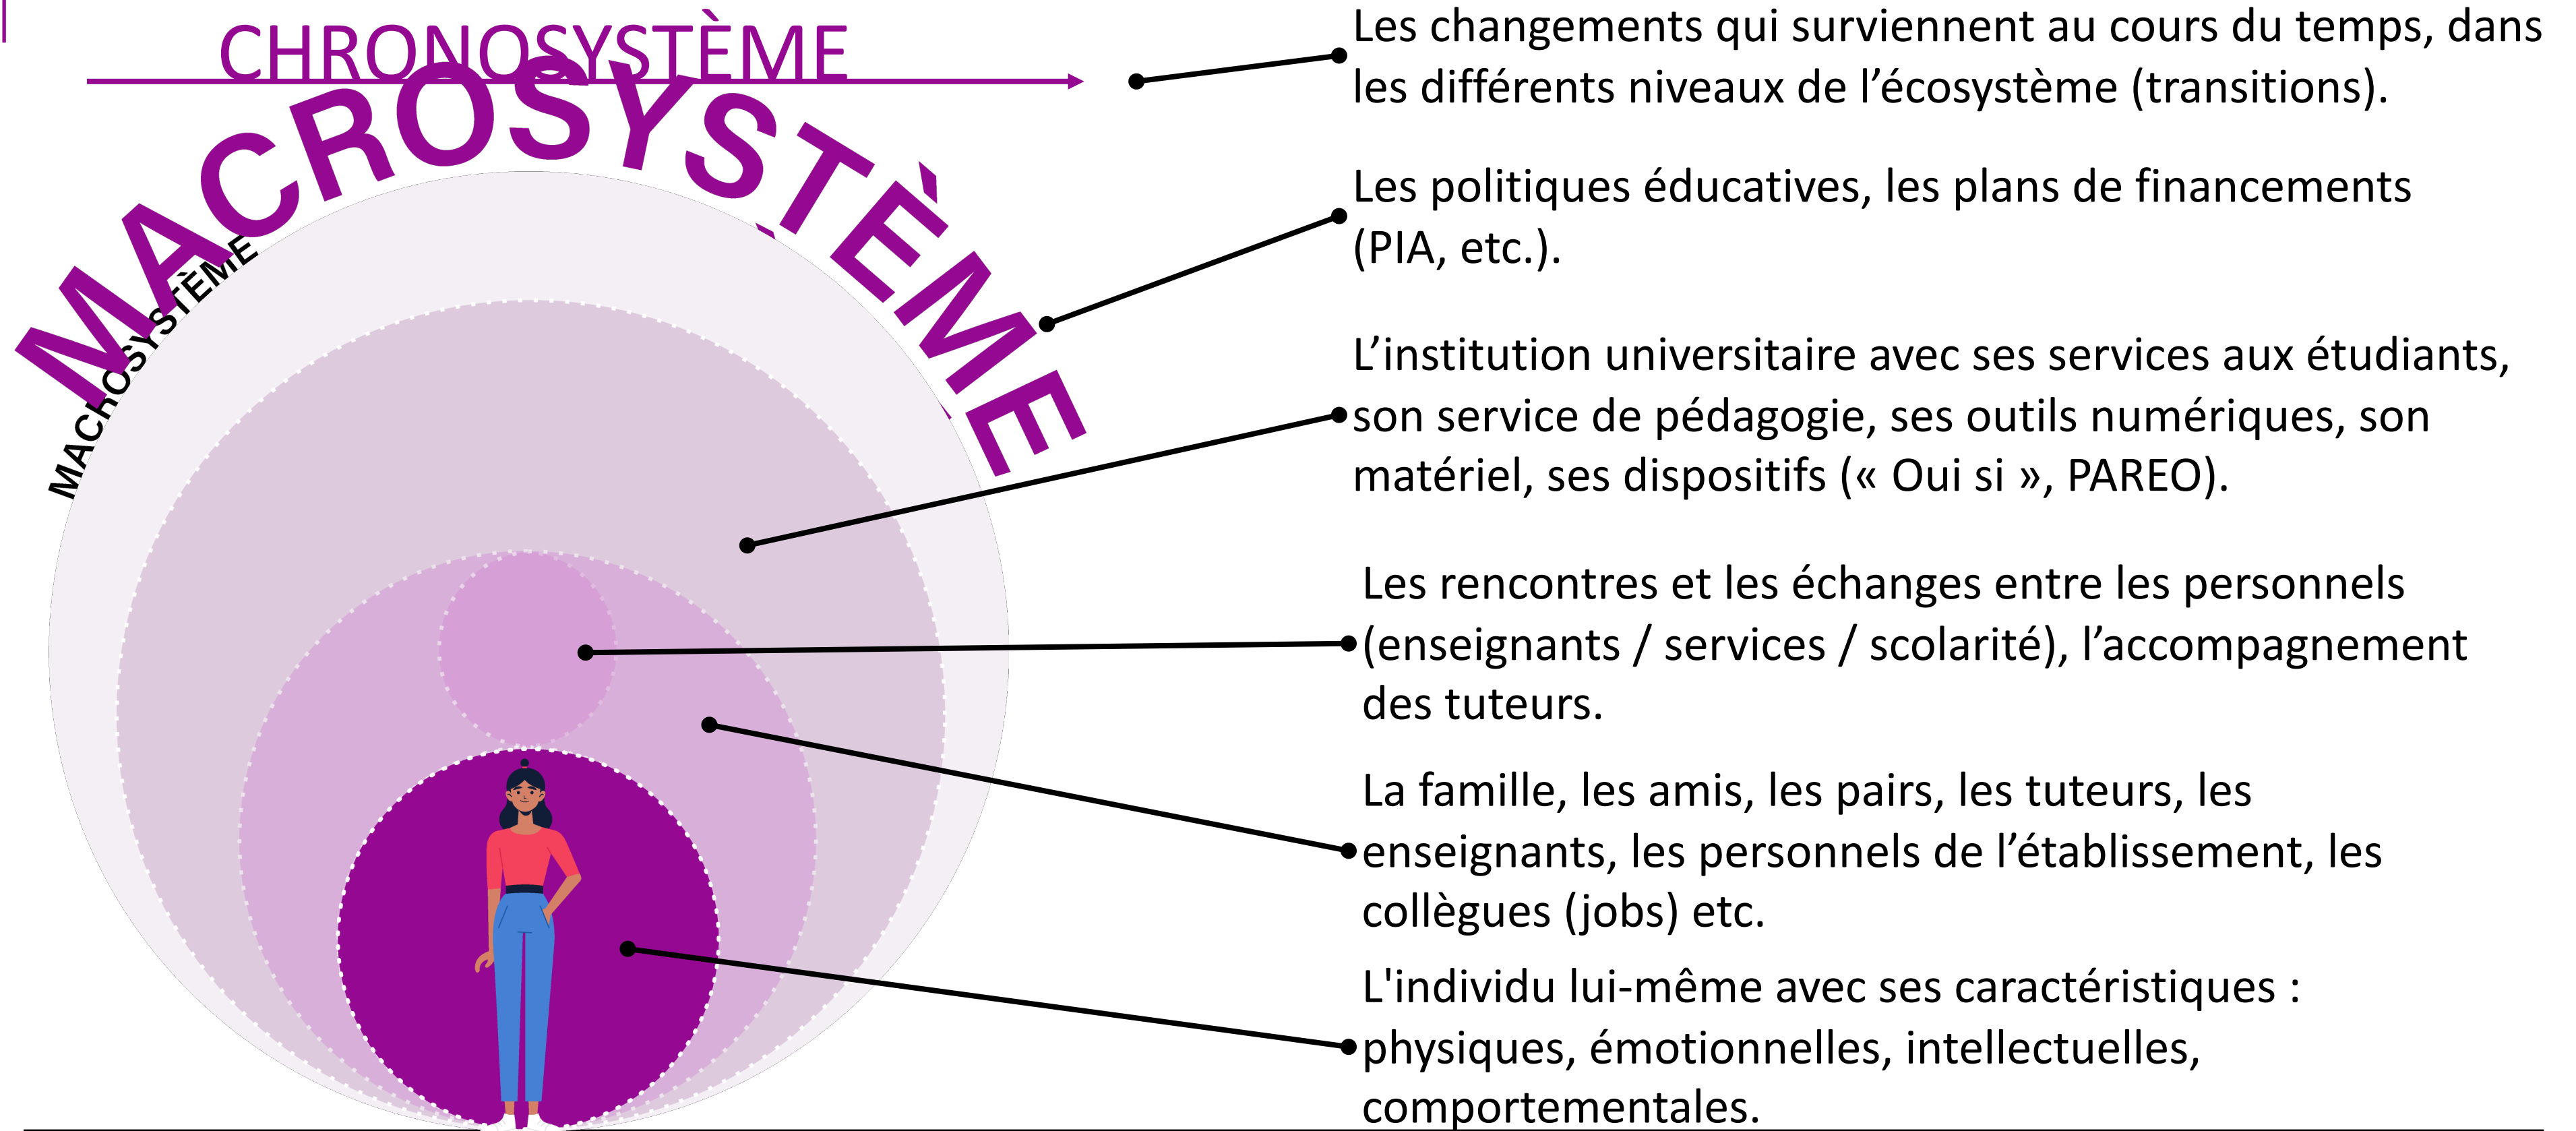 CHRONOSYSTÈME
MACROSYSTÈME
MACROSYSTÈME
Les changements qui surviennent au cours du temps, dans
les différents niveaux de l’écosystème (transitions).
Les politiques éducatives, les plans de financements
(PIA, etc.).
L’institution universitaire avec ses services aux étudiants,
son service de pédagogie, ses outils numériques, son
matériel, ses dispositifs (« Oui si », PAREO).
Les rencontres et les échanges entre les personnels
(enseignants / services / scolarité), l’accompagnement
des tuteurs.
La famille, les amis, les pairs, les tuteurs, les
enseignants, les personnels de l’établissement, les
collègues (jobs) etc.
L'individu lui-même avec ses caractéristiques :
physiques, émotionnelles, intellectuelles,
comportementales.